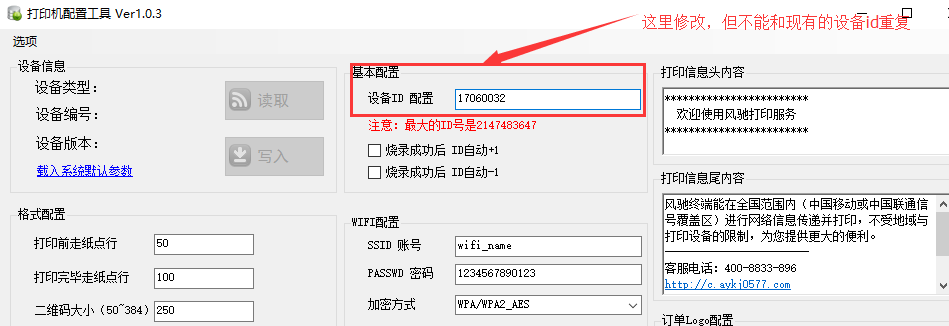 打印机配置工具 Ver1.0.3
这里修改，但不能和现有的设备id重复
选项
设备信息
设备类型：
设备编号：
设备版本：
载入系统默认参数
读取
写入
基本配置
设备ID 配置
17060032
注意：最大的ID号是2147483647
烧录成功后 ID自动+1
烧录成功后 ID自动-1
打印信息头内容
************************
欢迎使用风驰打印服务
************************
打印信息尾内容
风驰终端能在全国范围内（中国移动或中国联通信
号覆盖区）进行网络信息传递并打印，不受地域与
打印设备的限制，为您提供更大的便利。
------------------------
客服电话：400-8833-896
http://c.aykj0577.com
格式配置
打印前走纸点行
50
打印完毕走纸点行
100
二维码大小（50~384）
250
WIFI配置
SSID 账号
wifi_name
PASSWD 密码
1234567890123
加密方式
WPA/WPA2_AES
订单Logo配置